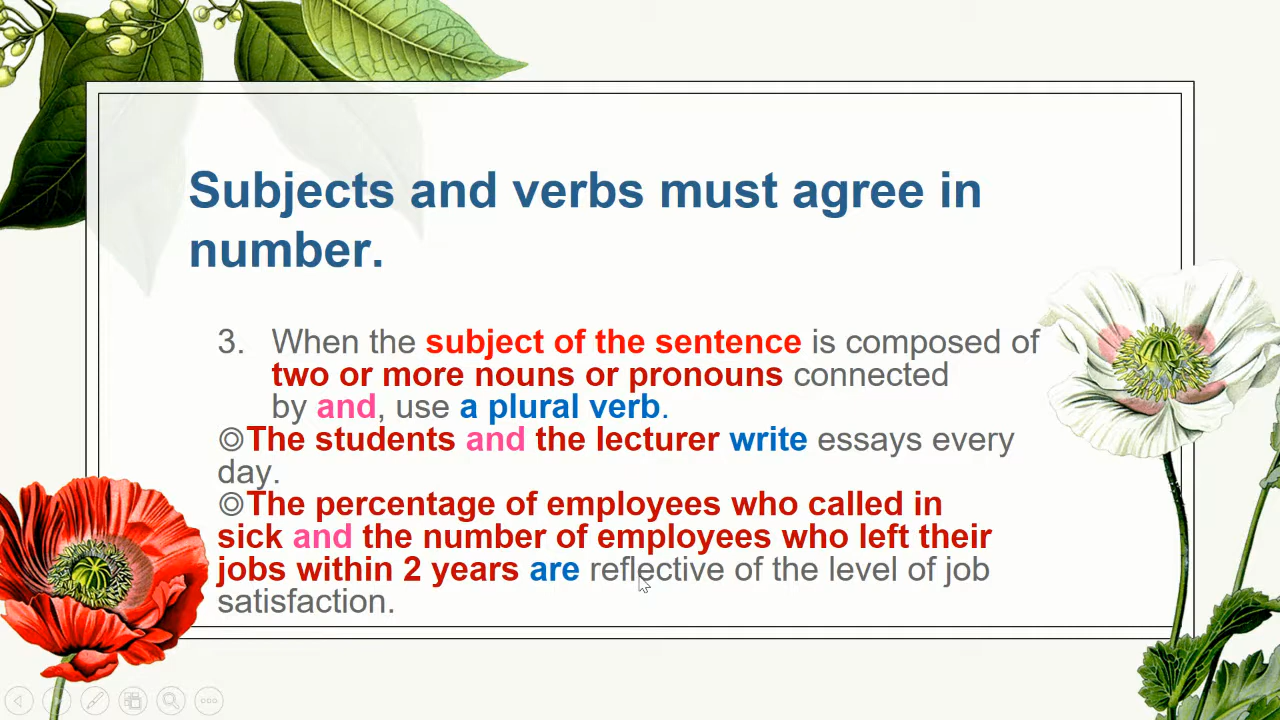 Subjects and verbs must agree in
number.
3. When the subject of the sentence is composed of
two or more nouns or pronouns connected
by and, use a plural verb.
◎The students and the lecturer write essays every
day.
◎The percentage of employees who called in
sick and the number of employees who left their
jobs within 2 years are reflective of the level of job
satisfaction.